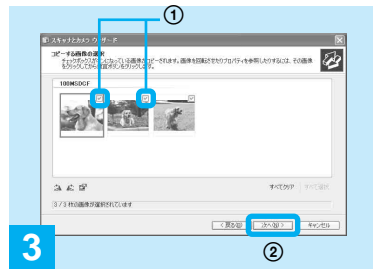 ①
スキャナとカメラ ウィザード
コピーする画像の選択
チェックボックスがオンになっている画像がコピーされます。画像を回転させたりプロパティを参照したりするには、その画像
をクリックしてから適切なボタンをクリックします。
100MSDCF
すべてクリア すべて選択
3 / 3 枚の画像が選択されています
< 戻る(B) 次へ(N) > キャンセル
3
②